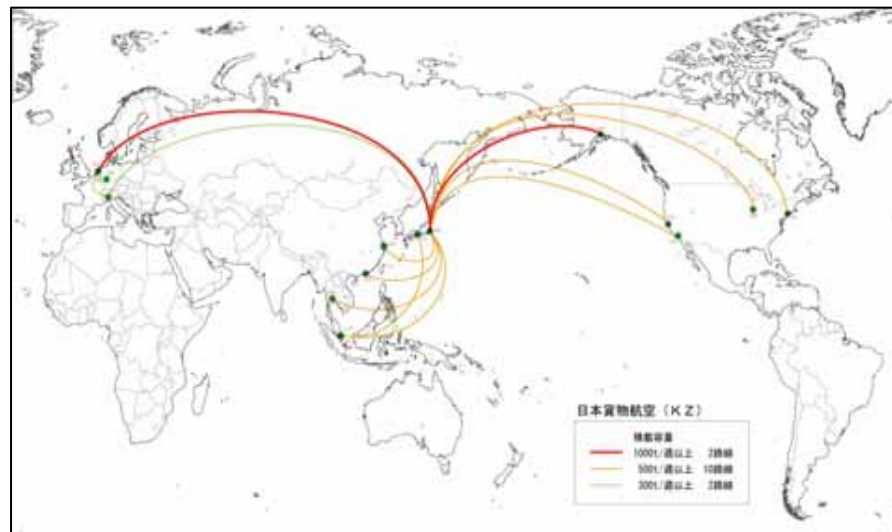 日本貨物航空（ＫＺ）
積載容量
1000t/週以上 2路線
500t/週以上 10路線
300t/週以上 2路線